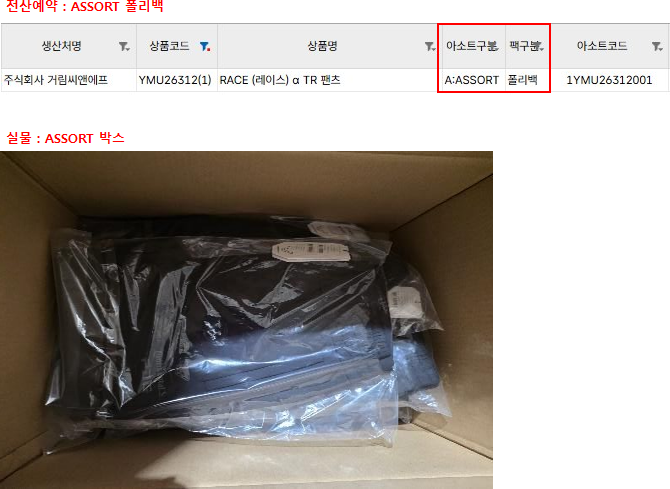 전산예약 : ASSORT 폴리백
생산처명 상품코드 상품명 아소트구분 팩구분 아소트코드
주식회사 거림씨앤에프 YMU26312(1) RACE (레이스) α TR 팬츠 A:ASSORT 폴리백 1YMU26312001
실물 : ASSORT 박스